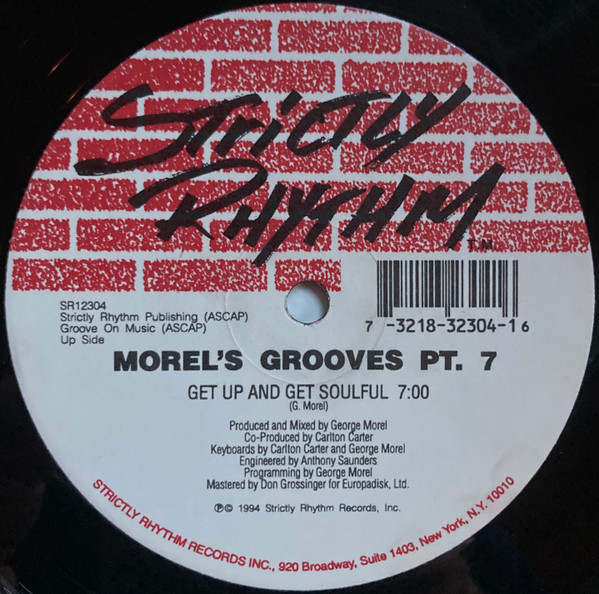 STRICTLY
RHYTHM
T.M.
SR12304
Strictly Rhythm Publishing (ASCAP)
Groove On Music (ASCAP)
Up Side
7 -3218-32304-1 6
MOREL'S GROOVES PT. 7
GET UP AND GET SOULFUL 7:00
(G. Morel)
Produced and Mixed by George Morel
Co-Produced by Carlton Carter
Keyboards by Carlton Carter and George Morel
Engineered by Anthony Saunders
Programming by George Morel
Mastered by Don Grossinger for Europadisk, Ltd.
℗© 1994 Strictly Rhythm Records, Inc.
STRICTLY RHYTHM RECORDS INC., 920 Broadway, Suite 1403, New York, N.Y. 10010